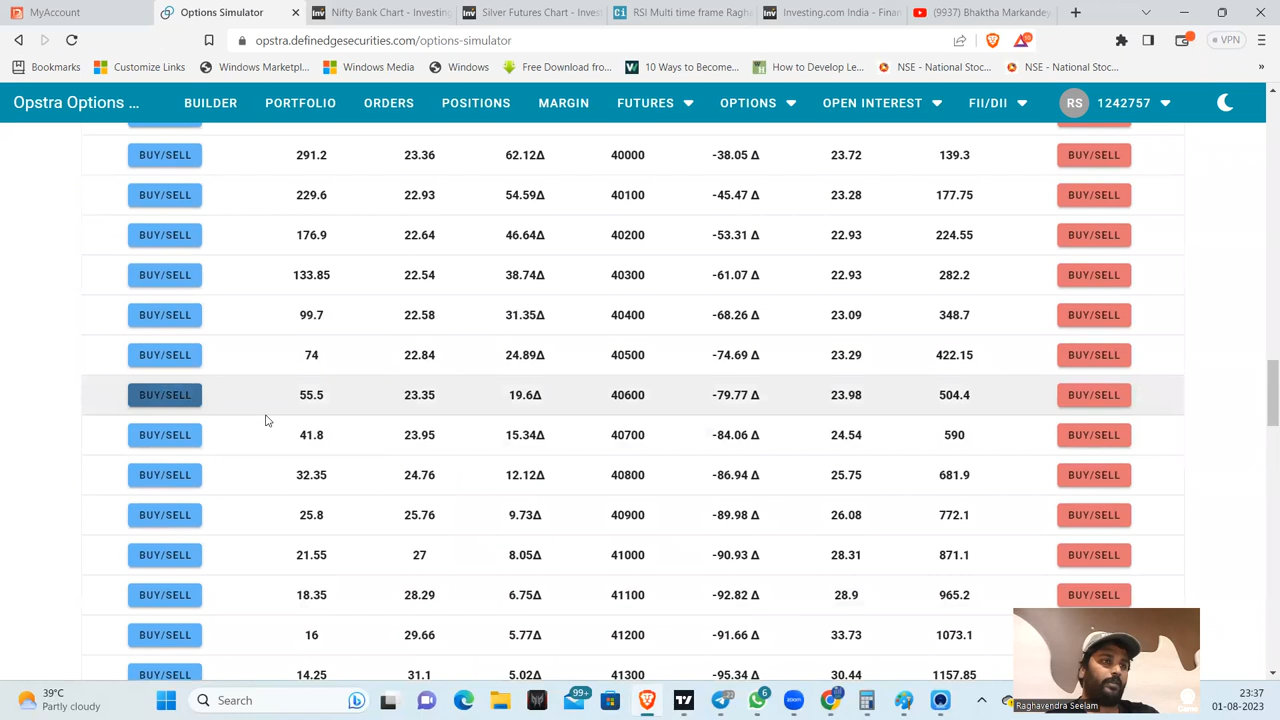 MyAccount
Options Simulator
Nifty Bank Chart - Investing
Silver Futures Chart - Invest
RSI Multi time frame Ragha
Investing.com India - Finan
(9937) Bhaktha Markandey
opstra.definedgesecurities.com/options-simulator
VPN
Bookmarks
Customize Links
Windows Marketpl...
Windows Media
Windows
Free Download fro...
10 Ways to Become...
How to Develop Le...
NSE - National Stoc...
NSE - National Stoc...
Opstra Options ...
BUILDER
PORTFOLIO
ORDERS
POSITIONS
MARGIN
FUTURES
OPTIONS
OPEN INTEREST
FII/DII
RS
1242757
BUY/SELL 291.2 23.36 62.12Δ 40000 -38.05 Δ 23.72 139.3 BUY/SELL
BUY/SELL 229.6 22.93 54.59Δ 40100 -45.47 Δ 23.28 177.75 BUY/SELL
BUY/SELL 176.9 22.64 46.64Δ 40200 -53.31 Δ 22.93 224.55 BUY/SELL
BUY/SELL 133.85 22.54 38.74Δ 40300 -61.07 Δ 22.93 282.2 BUY/SELL
BUY/SELL 99.7 22.58 31.35Δ 40400 -68.26 Δ 23.09 348.7 BUY/SELL
BUY/SELL 74 22.84 24.89Δ 40500 -74.69 Δ 23.29 422.15 BUY/SELL
BUY/SELL 55.5 23.35 19.6Δ 40600 -79.77 Δ 23.98 504.4 BUY/SELL
BUY/SELL 41.8 23.95 15.34Δ 40700 -84.06 Δ 24.54 590 BUY/SELL
BUY/SELL 32.35 24.76 12.12Δ 40800 -86.94 Δ 25.75 681.9 BUY/SELL
BUY/SELL 25.8 25.76 9.73Δ 40900 -89.98 Δ 26.08 772.1 BUY/SELL
BUY/SELL 21.55 27 8.05Δ 41000 -90.93 Δ 28.31 871.1 BUY/SELL
BUY/SELL 18.35 28.29 6.75Δ 41100 -92.82 Δ 28.9 965.2 BUY/SELL
BUY/SELL 16 29.66 5.77Δ 41200 -91.66 Δ 33.73 1073.1
BUY/SELL 14.25 31.1 5.02Δ 41300 -95.34 Δ 30.44 1157.85
Raghavendra Seelam
39°C
Partly cloudy
Search
99+
22
6
zoom
23:37
01-08-2023